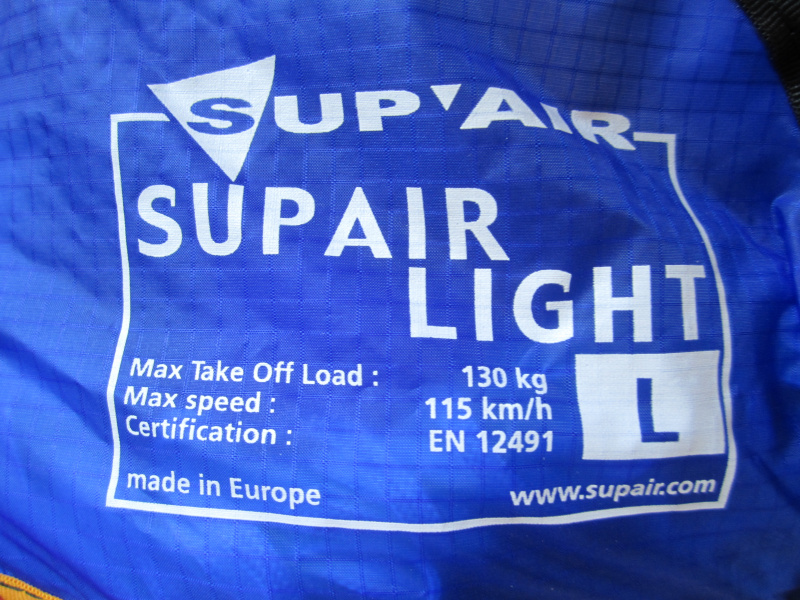 SUP'AIR
SUPAIR
LIGHT
Max Take Off Load : 130 kg
Max speed : 115 km/h
Certification : EN 12491
L
made in Europe www.supair.com